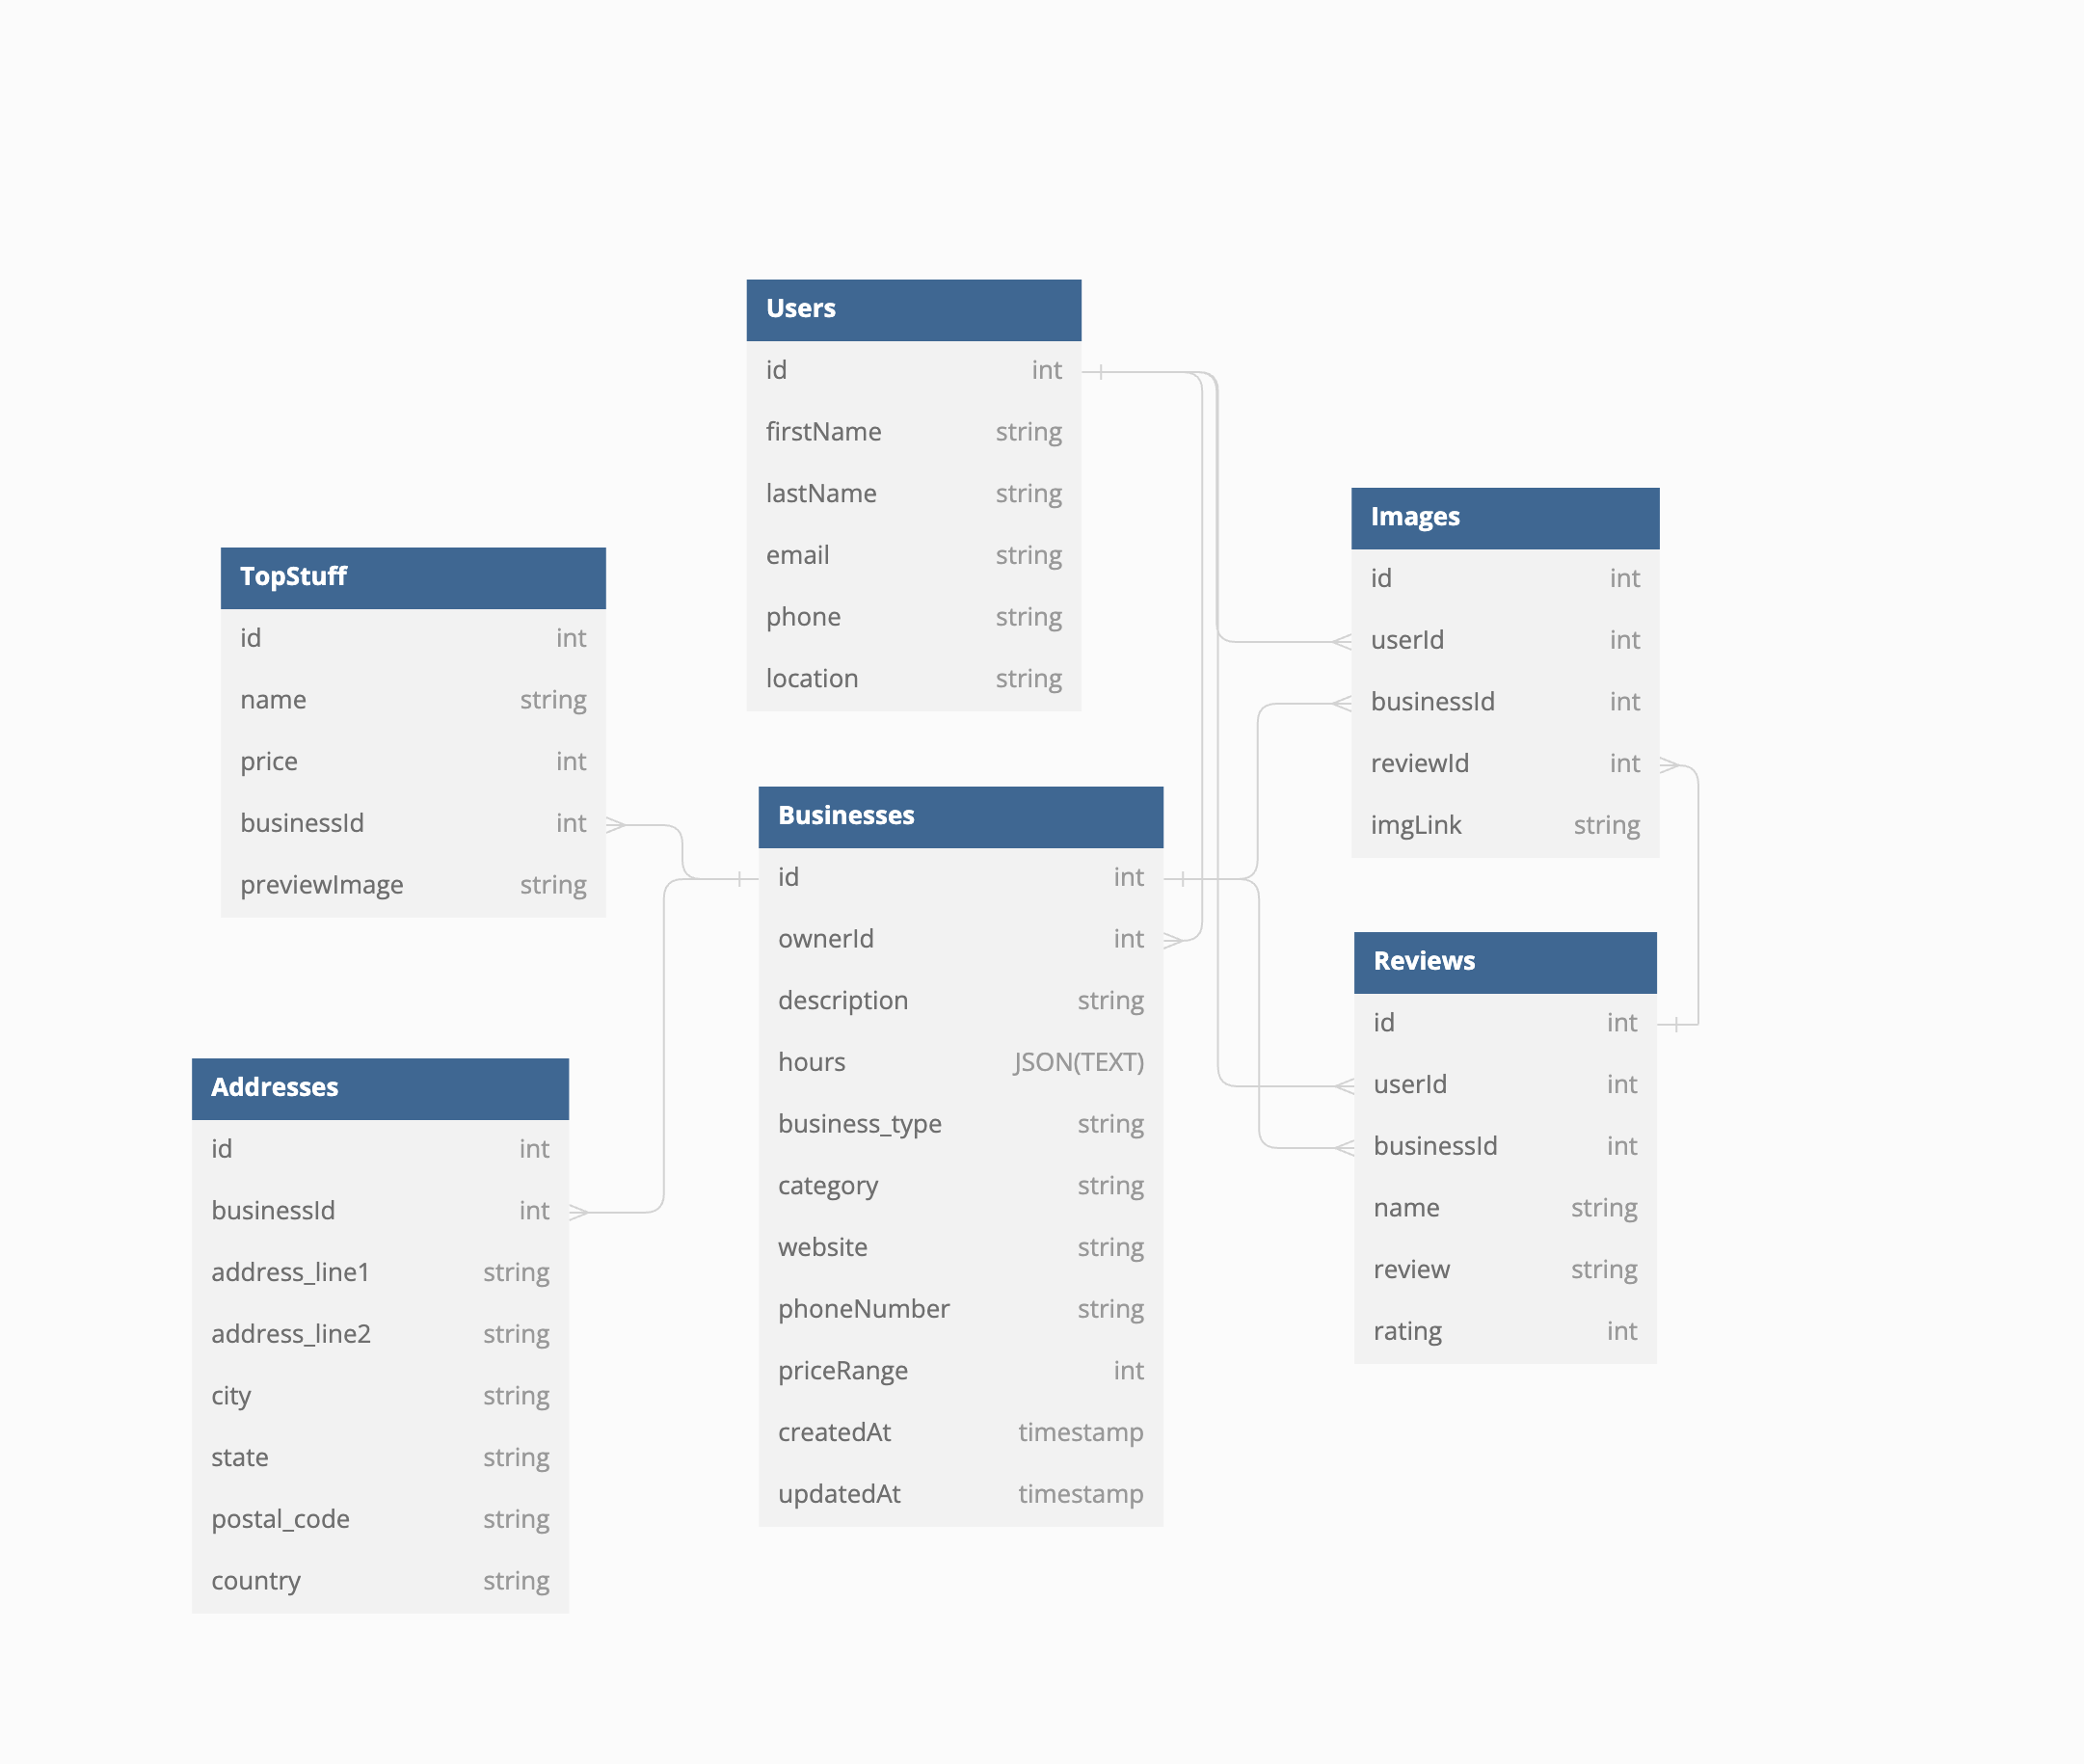 Users
id int
firstName string
lastName string
email string
phone string
location string
Images
id int
userId int
businessId int
reviewId int
imgLink string
TopStuff
id int
name string
price int
businessId int
previewImage string
Businesses
id int
ownerId int
description string
hours JSON(TEXT)
business_type string
category string
website string
phoneNumber string
priceRange int
createdAt timestamp
updatedAt timestamp
Reviews
id int
userId int
businessId int
name string
review string
rating int
Addresses
id int
businessId int
address_line1 string
address_line2 string
city string
state string
postal_code string
country string